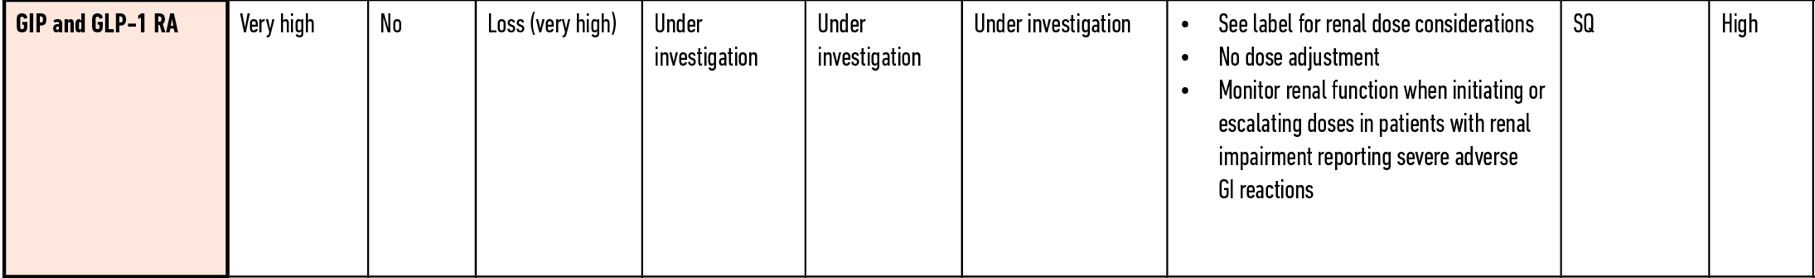 GIP and GLP-1 RA
Very high
No
Loss (very high)
Under
investigation
Under
investigation
Under investigation
• See label for renal dose considerations
• No dose adjustment
• Monitor renal function when initiating or
escalating doses in patients with renal
impairment reporting severe adverse
GI reactions
SQ
High